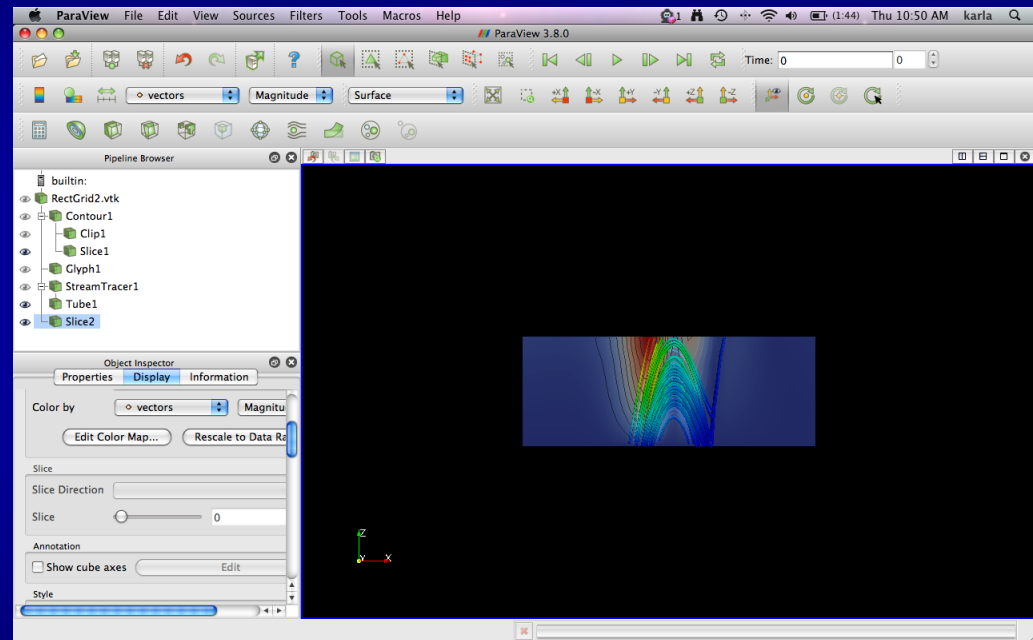 ParaView File Edit View Sources Filters Tools Macros Help 1 (1:44) Thu 10:50 AM karla
ParaView 3.8.0
Time: 0 0
vectors Magnitude Surface +X -X +Y -Y +Z -Z
Pipeline Browser
builtin:
RectGrid2.vtk
Contour1
Clip1
Slice1
Glyph1
StreamTracer1
Tube1
Slice2
Object Inspector
Properties Display Information
Color by vectors Magnitu
Edit Color Map... Rescale to Data Ra
Slice
Slice Direction
Slice 0
Annotation
Show cube axes Edit
Style
Z
Y X